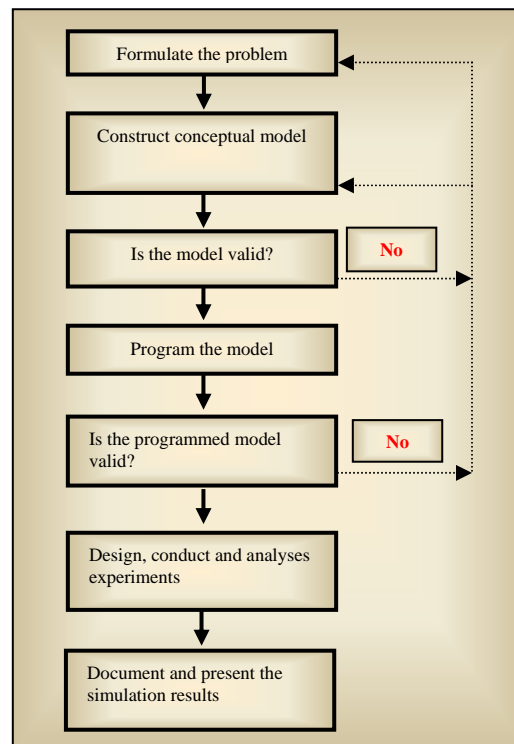 Formulate the problem
Construct conceptual model
Is the model valid?
No
Program the model
Is the programmed model
valid?
No
Design, conduct and analyses
experiments
Document and present the
simulation results